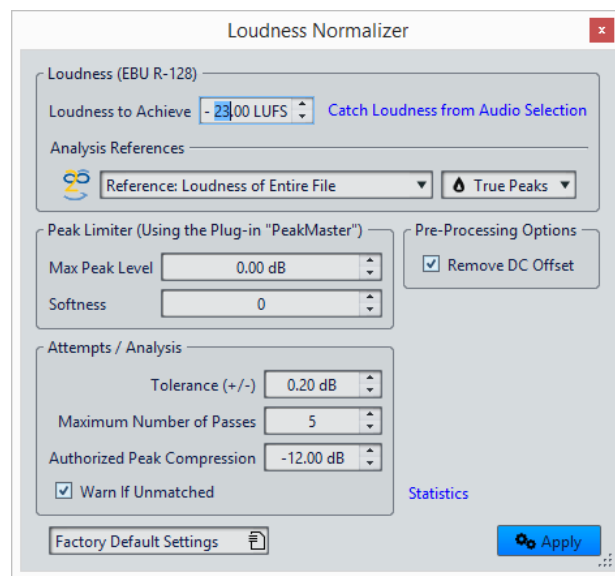 Loudness Normalizer
x
Loudness (EBU R-128)
Loudness to Achieve - 23.00 LUFS Catch Loudness from Audio Selection
Analysis References
Reference: Loudness of Entire File True Peaks
Peak Limiter (Using the Plug-in "PeakMaster") Pre-Processing Options
Max Peak Level 0.00 dB Remove DC Offset
Softness 0
Attempts / Analysis
Tolerance (+/-) 0.20 dB
Maximum Number of Passes 5
Authorized Peak Compression -12.00 dB
Warn If Unmatched Statistics
Factory Default Settings Apply